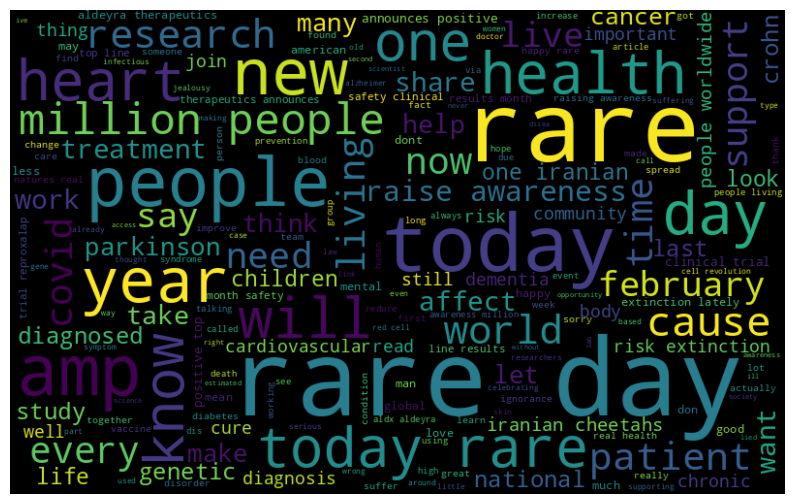 aldeyra therapeutics
many
announces positive
cancer
increase
got
ive
thing
research
one
live
important
women
doctor
may
join
found
american
old
happy rare
article
find
top line
someone
second
via
infectious
jealousy
scientist
new
health
people worldwide
support
crohn
heart
therapeutics announces
alzheimer
safety clinical
raising awareness
suffering
share
fact
results month
never
type
million people
making
prevention
help
rare
change
treatment
person
dont
hope
made
spread
thank
care
blood
now
due
call
less
one iranian
look
natures real
people
living
raise awareness
time
day
people living
work
say
think
group
always
risk
community
last
clinical trial
access
long
already
improve
team
today
parkinson
need
human
cell revolution
gene
case
syndrome
still
dementia
event
february
trial reproxalap
covid
year
thought
law
link
mental
happy
opportunity
children
week
extinction lately
way
month safety
affect
body
cause
take
reduce
awareness million
sorry
based
diagnosed
will
even
first
red cell
called
talking
world
without
lot
ill
symptom
right
cardiovascular
read
line results
researchers
risk extinction
awareness
positive top
amp
know
death
see
man
let
actually
estimated
rare day
science
working
celebrating
ignorance
society
mean
condition
global
skin
study
together
diabetes
aldx aldeyra
learn
don
iranian cheetahs
want
vaccine
dis
cure
love
using
real health
good
well
part
make
serious
today rare
lied
every
genetic
wrong
high
great
national
patient
really
life
used
disorder
diagnosis
suffer
around
little
much
supporting
chronic